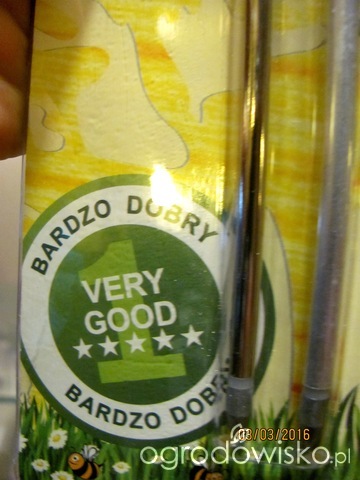 BARDZO DOBRY
1
VERY
GOOD
BARDZO DOBRY
08/03/2016
ogrodowisko.pl